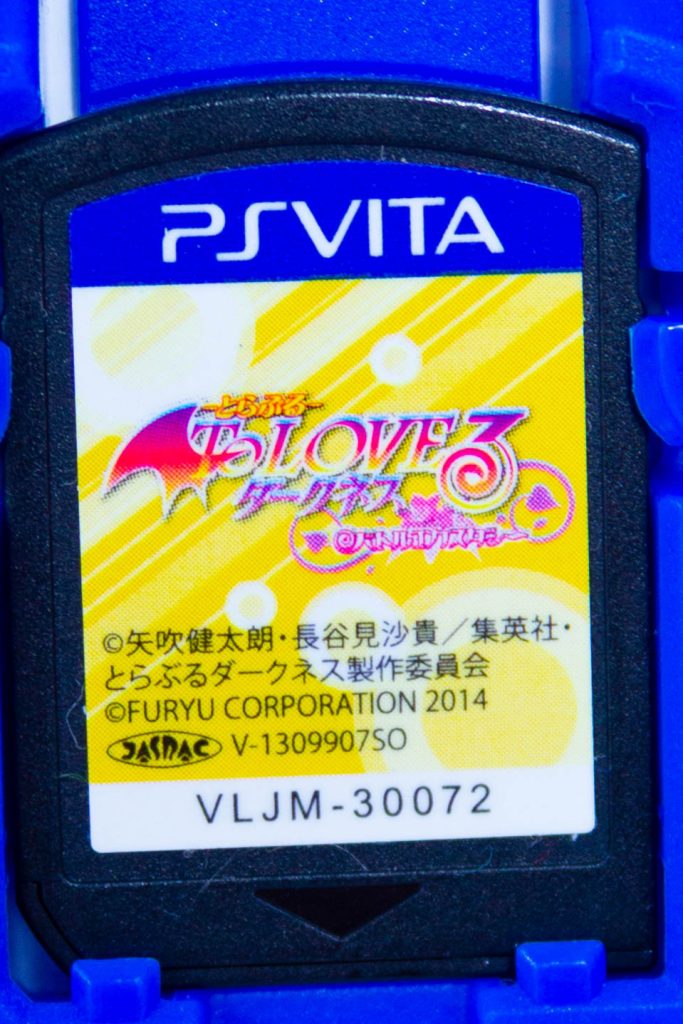 PSVITA
－とらぶる－
To LOVEる
ダークネス
バトルエクスタシー
©矢吹健太朗・長谷見沙貴／集英社・
とらぶるダークネス製作委員会
©FURYU CORPORATION 2014
JASRAC V-1309907SO
VLJM-30072